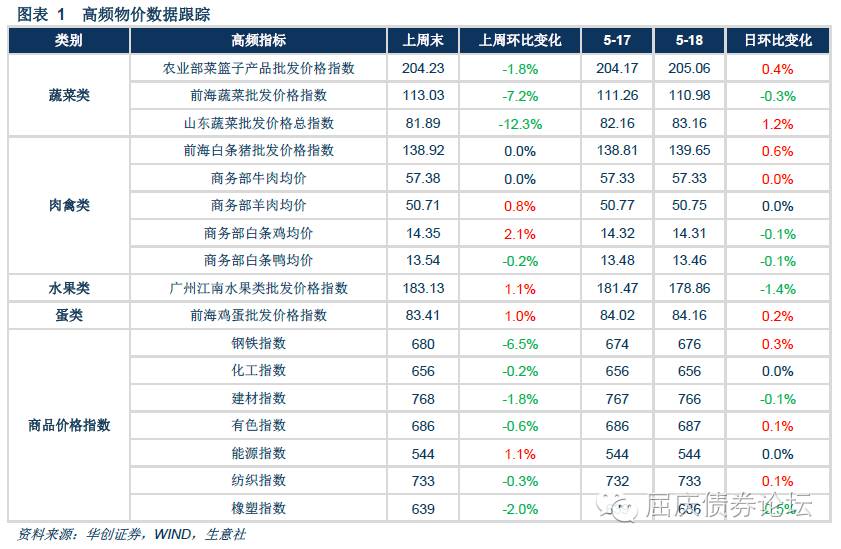 图表 1 高频物价数据跟踪
类别 高频指标 上周末 上周环比变化 5-17 5-18 日环比变化
蔬菜类 农业部菜篮子产品批发价格指数 204.23 -1.8% 204.17 205.06 0.4%
前海蔬菜批发价格指数 113.03 -7.2% 111.26 110.98 -0.3%
山东蔬菜批发价格总指数 81.89 -12.3% 82.16 83.16 1.2%
肉禽类 前海白条猪批发价格指数 138.92 0.0% 138.81 139.65 0.6%
商务部牛肉均价 57.38 0.0% 57.33 57.33 0.0%
商务部羊肉均价 50.71 0.8% 50.77 50.75 0.0%
商务部白条鸡均价 14.35 2.1% 14.32 14.31 -0.1%
商务部白条鸭均价 13.54 -0.2% 13.48 13.46 -0.1%
水果类 广州江南水果类批发价格指数 183.13 1.1% 181.47 178.86 -1.4%
蛋类 前海鸡蛋批发价格指数 83.41 1.0% 84.02 84.16 0.2%
商品价格指数 钢铁指数 680 -6.5% 674 676 0.3%
化工指数 656 -0.2% 656 656 0.0%
建材指数 768 -1.8% 767 766 -0.1%
有色指数 686 -0.6% 686 687 0.1%
能源指数 544 1.1% 544 544 0.0%
纺织指数 733 -0.3% 732 733 0.1%
橡塑指数 639 -2.0%
屈庆债券论坛
资料来源：华创证券，WIND，生意社